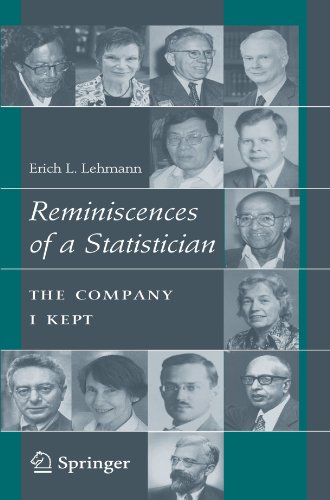 Erich L. Lehmann
Reminiscences
of a Statistician
THE COMPANY
I KEPT
Springer